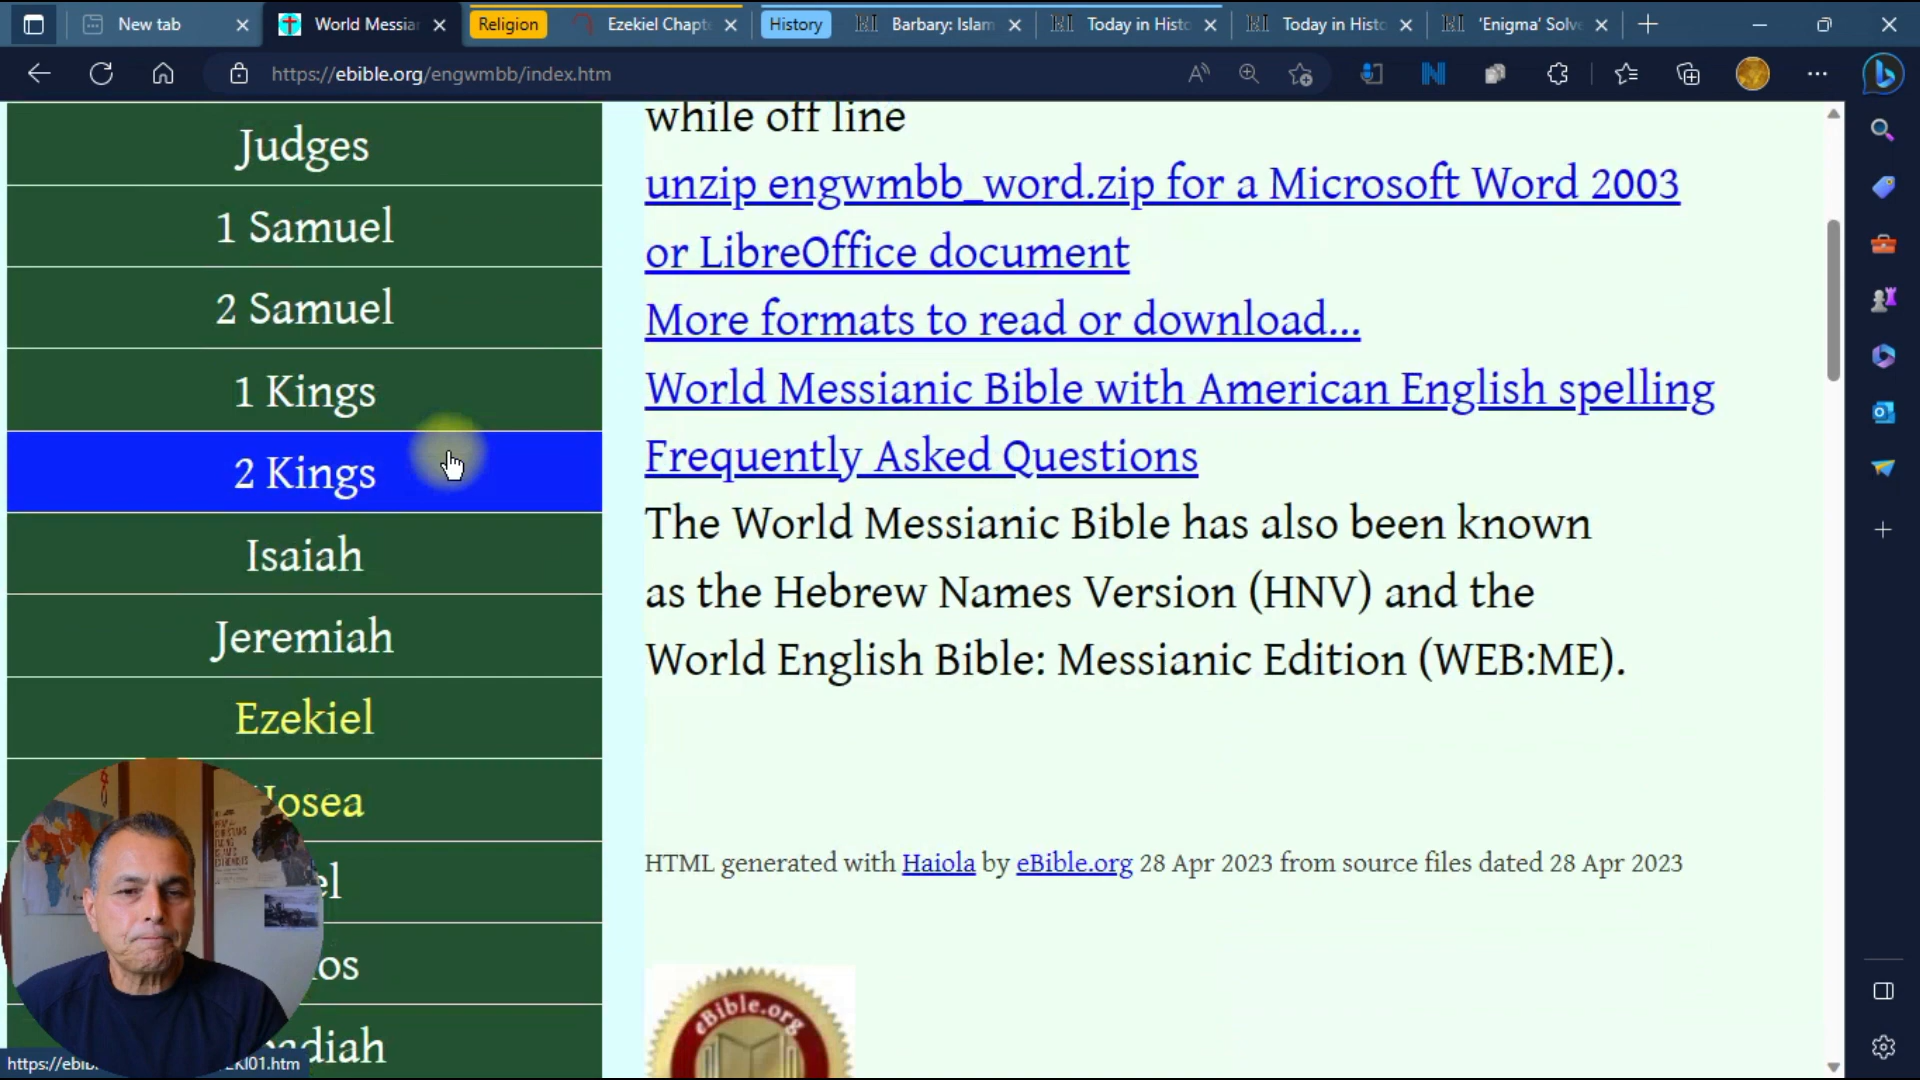 New tab
World Messia
Religion
Ezekiel Chapt
History
Barbary: Islam
Today in Histo
Today in Histo
'Enigma' Solv
https://ebible.org/engwmbb/index.htm
Judges
1 Samuel
2 Samuel
1 Kings
2 Kings
Isaiah
Jeremiah
Ezekiel
Hosea
el
os
adiah
while off line
unzip engwmbb_word.zip for a Microsoft Word 2003
or LibreOffice document
More formats to read or download...
World Messianic Bible with American English spelling
Frequently Asked Questions
The World Messianic Bible has also been known
as the Hebrew Names Version (HNV) and the
World English Bible: Messianic Edition (WEB:ME).
HTML generated with Haiola by eBible.org 28 Apr 2023 from source files dated 28 Apr 2023
eBible.org